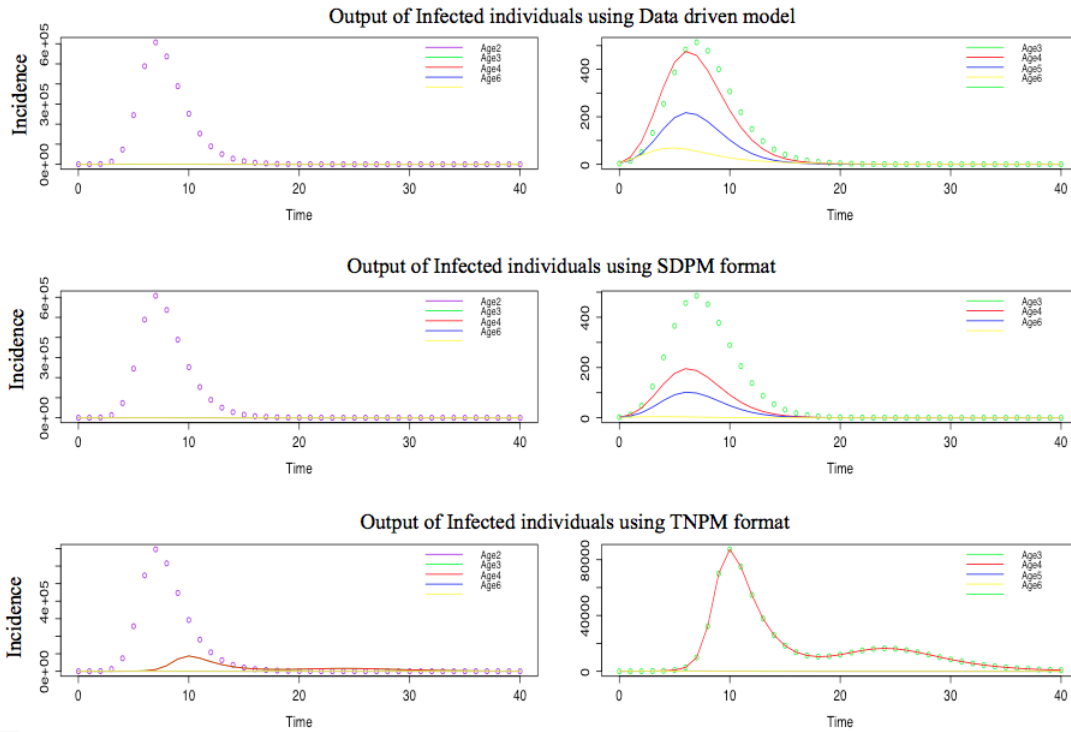 Output of Infected individuals using Data driven model
Incidence
6e+05
3e+05
0e+00
Age2
Age3
Age4
Age6
0 10 20 30 40
Time
400
200
0
Age3
Age4
Age5
Age6
0 10 20 30 40
Time
Output of Infected individuals using SDPM format
Incidence
6e+05
3e+05
0e+00
Age2
Age3
Age4
Age6
0 10 20 30 40
Time
400
200
0
Age3
Age4
Age6
0 10 20 30 40
Time
Output of Infected individuals using TNPM format
Incidence
4e+05
0e+00
Age2
Age3
Age4
Age6
0 10 20 30 40
Time
80000
40000
0
Age3
Age4
Age5
Age6
0 10 20 30 40
Time